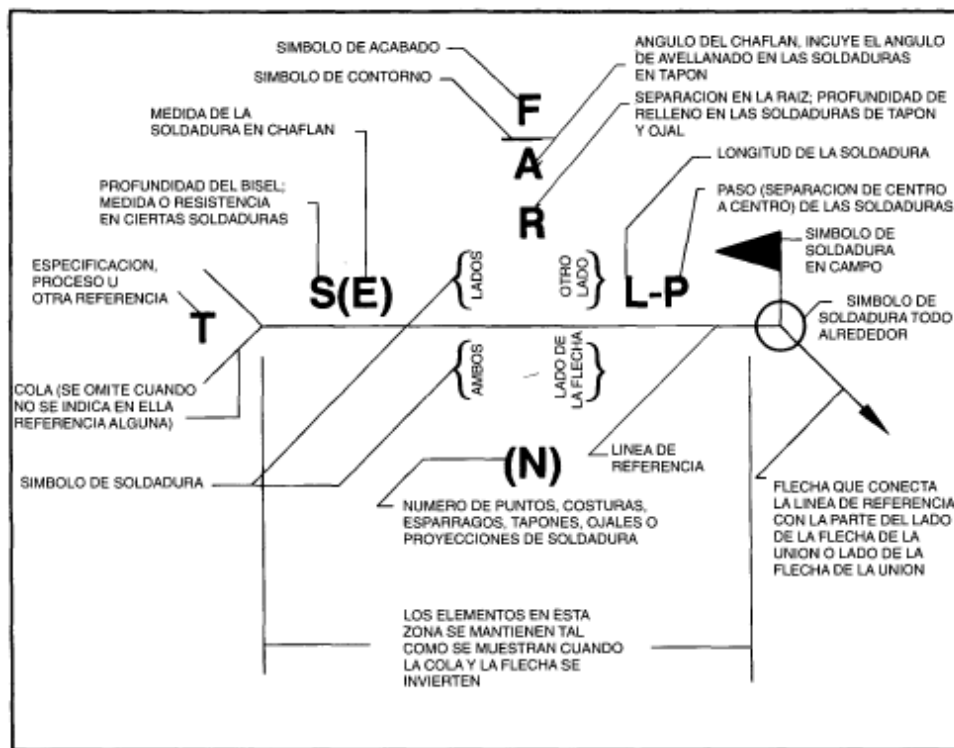 SIMBOLO DE ACABADO
SIMBOLO DE CONTORNO
F
A
R
ANGULO DEL CHAFLAN, INCUYE EL ANGULO
DE AVELLANADO EN LAS SOLDADURAS
EN TAPON
SEPARACION EN LA RAIZ; PROFUNDIDAD DE
RELLENO EN LAS SOLDADURAS DE TAPON
Y OJAL
MEDIDA DE LA
SOLDADURA EN CHAFLAN
PROFUNDIDAD DEL BISEL;
MEDIDA O RESISTENCIA
EN CIERTAS SOLDADURAS
LONGITUD DE LA SOLDADURA
PASO (SEPARACION DE CENTRO
A CENTRO) DE LAS SOLDADURAS
SIMBOLO DE
SOLDADURA
EN CAMPO
ESPECIFICACION,
PROCESO U
OTRA REFERENCIA
T
S(E)
LADOS
OTRO
LADO
L-P
SIMBOLO DE
SOLDADURA TODO
ALREDEDOR
AMBOS
LADO DE
LA FLECHA
COLA (SE OMITE CUANDO
NO SE INDICA EN ELLA
REFERENCIA ALGUNA)
SIMBOLO DE SOLDADURA
(N)
LINEA DE
REFERENCIA
NUMERO DE PUNTOS, COSTURAS,
ESPARRAGOS, TAPONES, OJALES O
PROYECCIONES DE SOLDADURA
FLECHA QUE CONECTA
LA LINEA DE REFERENCIA
CON LA PARTE DEL LADO
DE LA FLECHA DE LA
UNION O LADO DE LA
FLECHA DE LA UNION
LOS ELEMENTOS EN ESTA
ZONA SE MANTIENEN TAL
COMO SE MUESTRAN CUANDO
LA COLA Y LA FLECHA SE
INVIERTEN